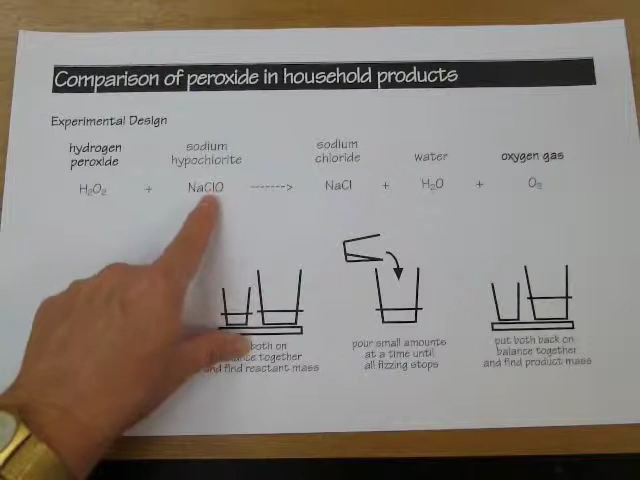 Comparison of peroxide in household products
Experimental Design
hydrogen peroxide
sodium hypochlorite
sodium chloride
water
oxygen gas
H₂O₂ + NaClO -------> NaCl + H₂O + O₂
both on
together
and find reactant mass
pour small amounts
at a time until
all fizzing stops
put both back on
balance together
and find product mass